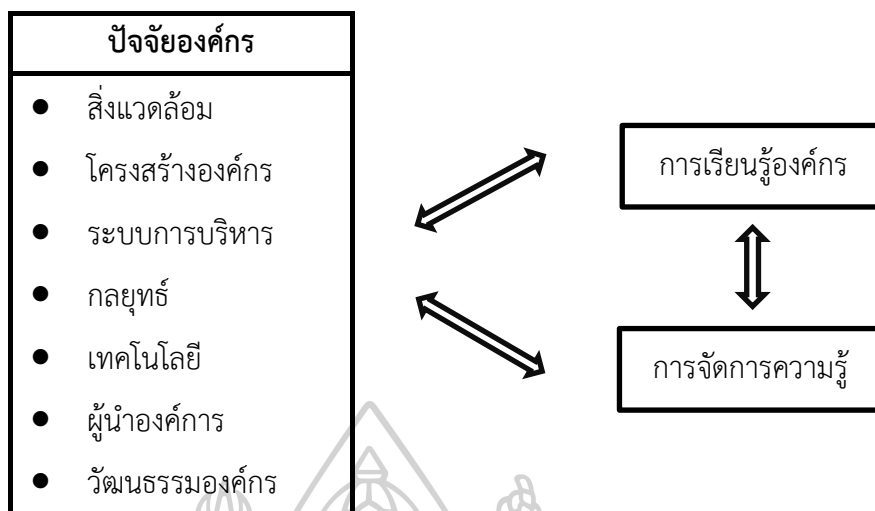 ปัจจัยองค์กร
● สิ่งแวดล้อม
● โครงสร้างองค์กร
● ระบบการบริหาร
● กลยุทธ์
● เทคโนโลยี
● ผู้นำองค์การ
● วัฒนธรรมองค์กร
การเรียนรู้องค์กร
การจัดการความรู้